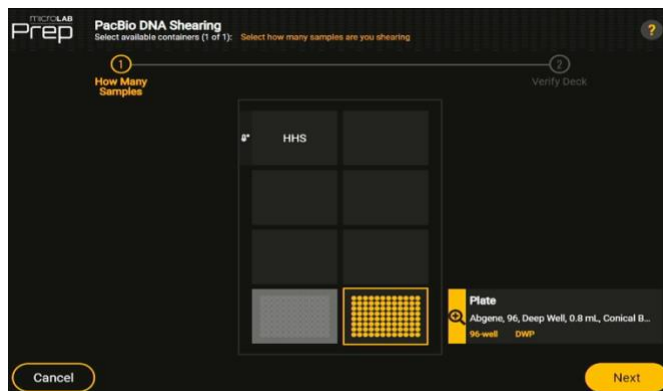 microLAB
Prep
PacBio DNA Shearing
Select available containers (1 of 1): Select how many samples are you shearing
?
1
2
How Many
Samples
Verify Deck
HHS
Plate
Abgene, 96, Deep Well, 0.8 mL, Conical B...
96-well DWP
Cancel
Next